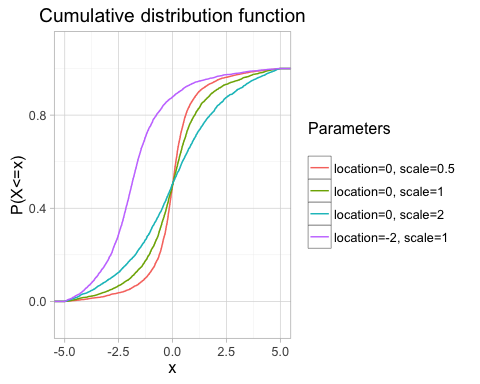 Cumulative distribution function
P(X<=x)
0.8
0.4
0.0
-5.0 -2.5 0.0 2.5 5.0
x
Parameters
location=0, scale=0.5
location=0, scale=1
location=0, scale=2
location=-2, scale=1